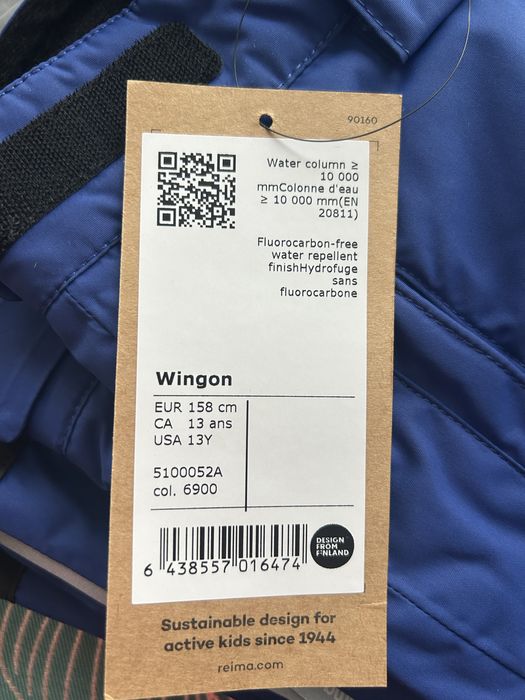 90160
Water column ≥
10 000
mmColonne d'eau
≥ 10 000 mm(EN
20811)
Fluorocarbon-free
water repellent
finishHydrofuge
sans
fluorocarbone
Wingon
EUR 158 cm
CA 13 ans
USA 13Y
5100052A
col. 6900
6 438557 016474
DESIGN
FROM
FINLAND
Sustainable design for
active kids since 1944
reima.com